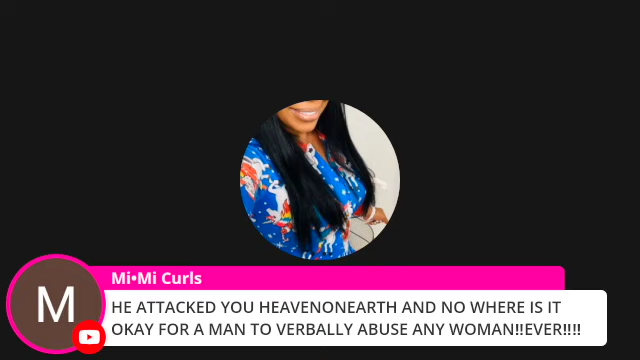 Mi•Mi Curls
M
HE ATTACKED YOU HEAVENONEARTH AND NO WHERE IS IT
OKAY FOR A MAN TO VERBALLY ABUSE ANY WOMAN!!EVER!!!!